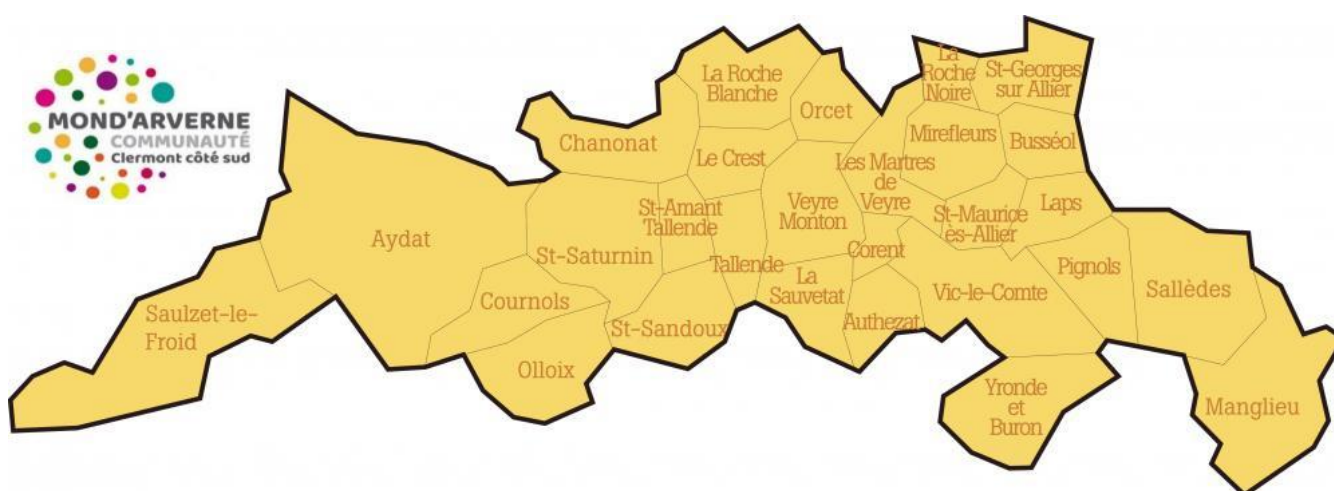 MOND'ARVERNE
COMMUNAUTÉ
Clermont côté sud
La Roche
Blanche
Orcet
La
Roche
Noire
St-Georges
sur Allier
Chanonat
Le Crest
Mirefleurs
Busséol
Les Martres
de
Veyre
Aydat
St-Saturnin
St-Amant
Tallende
Veyre
Monton
St-Maurice
ès-Allier
Laps
Tallende
Corent
Pignols
Cournols
La
Sauvetat
Vic-le-Comte
Sallèdes
Saulzet-le-
Froid
St-Sandoux
Authezat
Olloix
Yronde
et
Buron
Manglieu